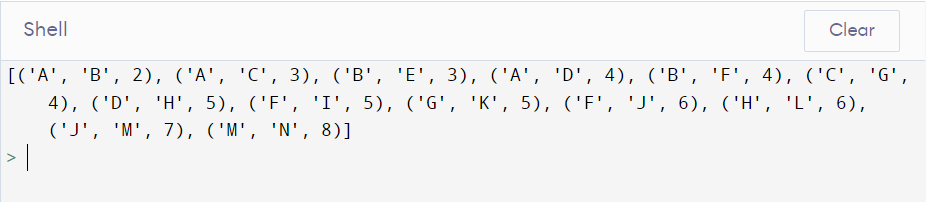 Shell
Clear
[('A', 'B', 2), ('A', 'C', 3), ('B', 'E', 3), ('A', 'D', 4), ('B', 'F', 4), ('C', 'G',
4), ('D', 'H', 5), ('F', 'I', 5), ('G', 'K', 5), ('F', 'J', 6), ('H', 'L', 6),
('J', 'M', 7), ('M', 'N', 8)]
>